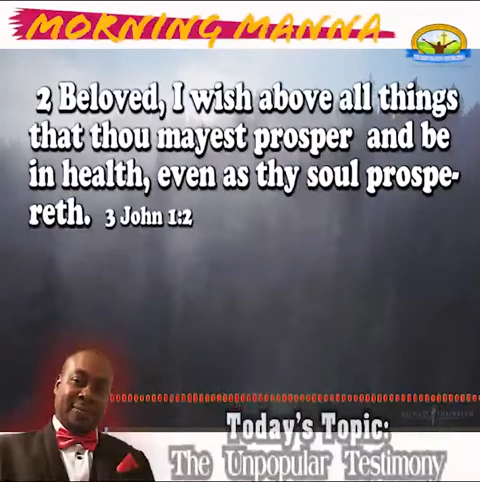 MORNING MANNA
2 Beloved, I wish above all things
that thou mayest prosper and be
in health, even as thy soul prospe-
reth. 3 John 1:2
Today's Topic:
The Unpopular Testimony